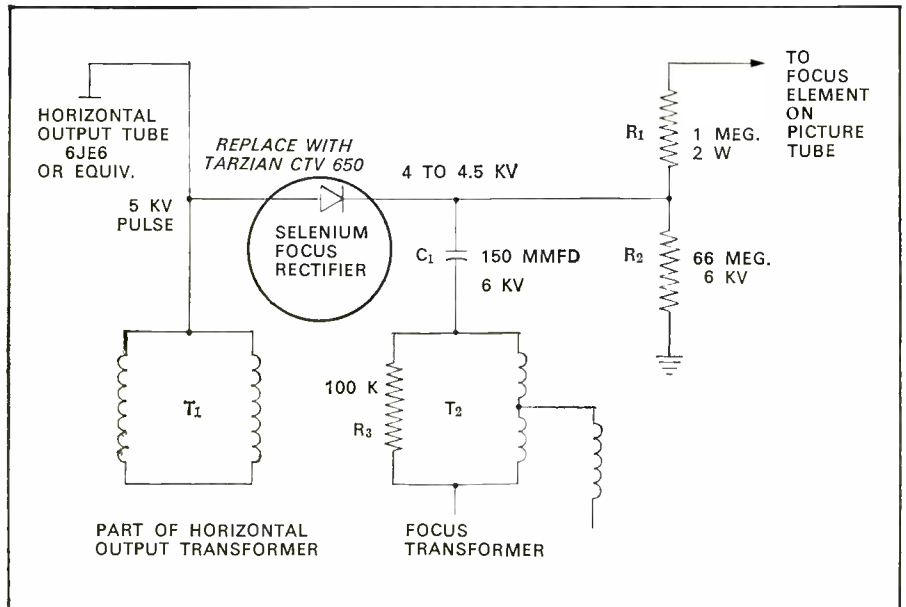 HORIZONTAL
OUTPUT TUBE
6JE6
OR EQUIV.
REPLACE WITH
TARZIAN CTV 650
5 KV
PULSE
SELENIUM
FOCUS
RECTIFIER
4 TO 4.5 KV
C1
150 MMFD
6 KV
R1
1 MEG.
2 W
TO
FOCUS
ELEMENT
ON
PICTURE
TUBE
R2
66 MEG.
6 KV
T1
100 K
R3
T2
PART OF HORIZONTAL
OUTPUT TRANSFORMER
FOCUS
TRANSFORMER